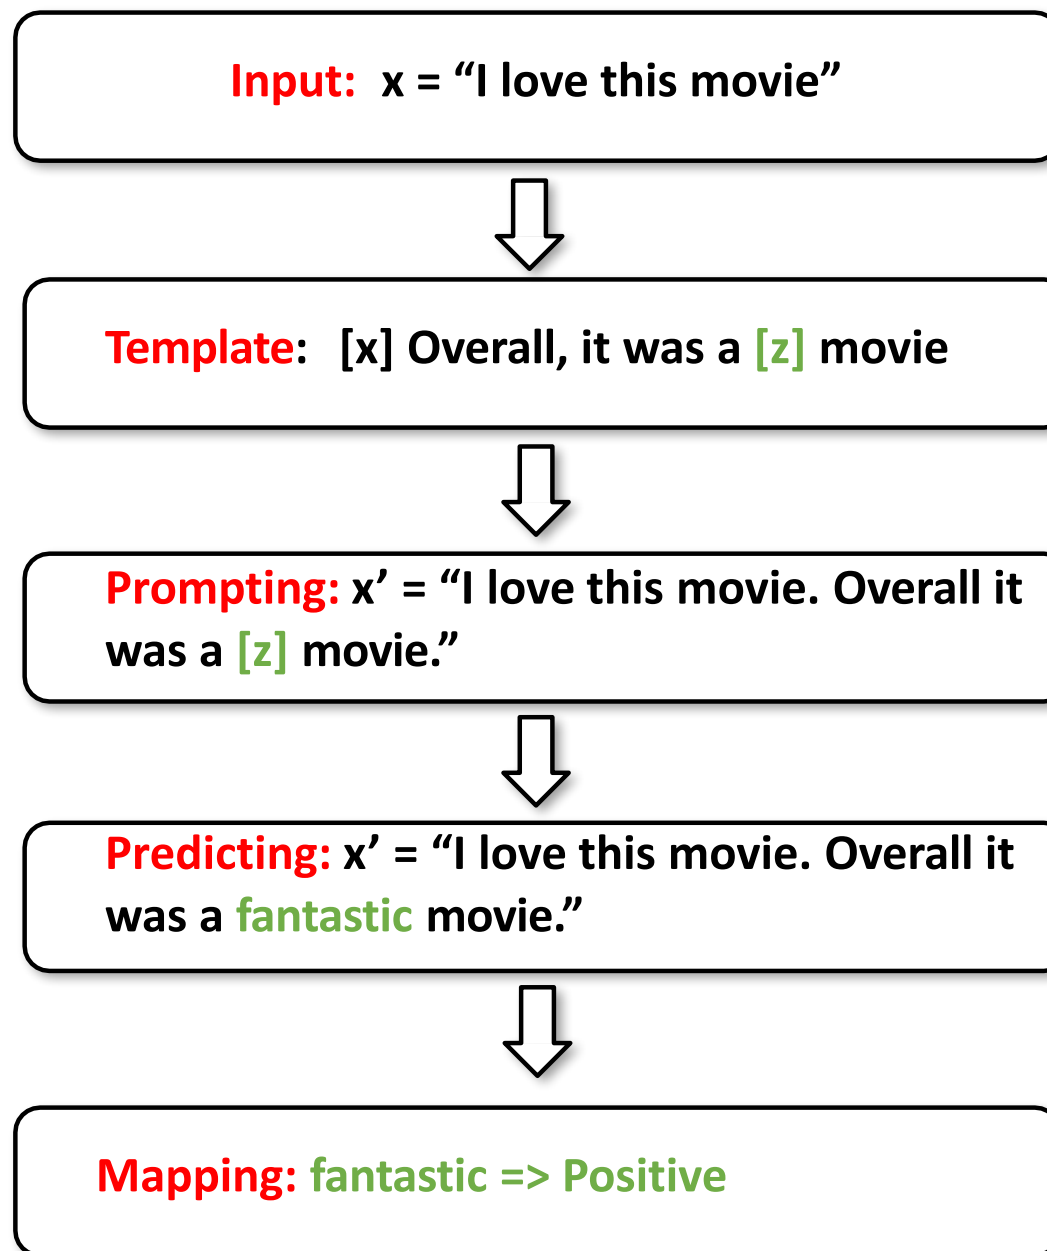 Input: x = “I love this movie”
Template: [x] Overall, it was a [z] movie
Prompting: x’ = “I love this movie. Overall it
was a [z] movie.”
Predicting: x’ = “I love this movie. Overall it
was a fantastic movie.”
Mapping: fantastic => Positive